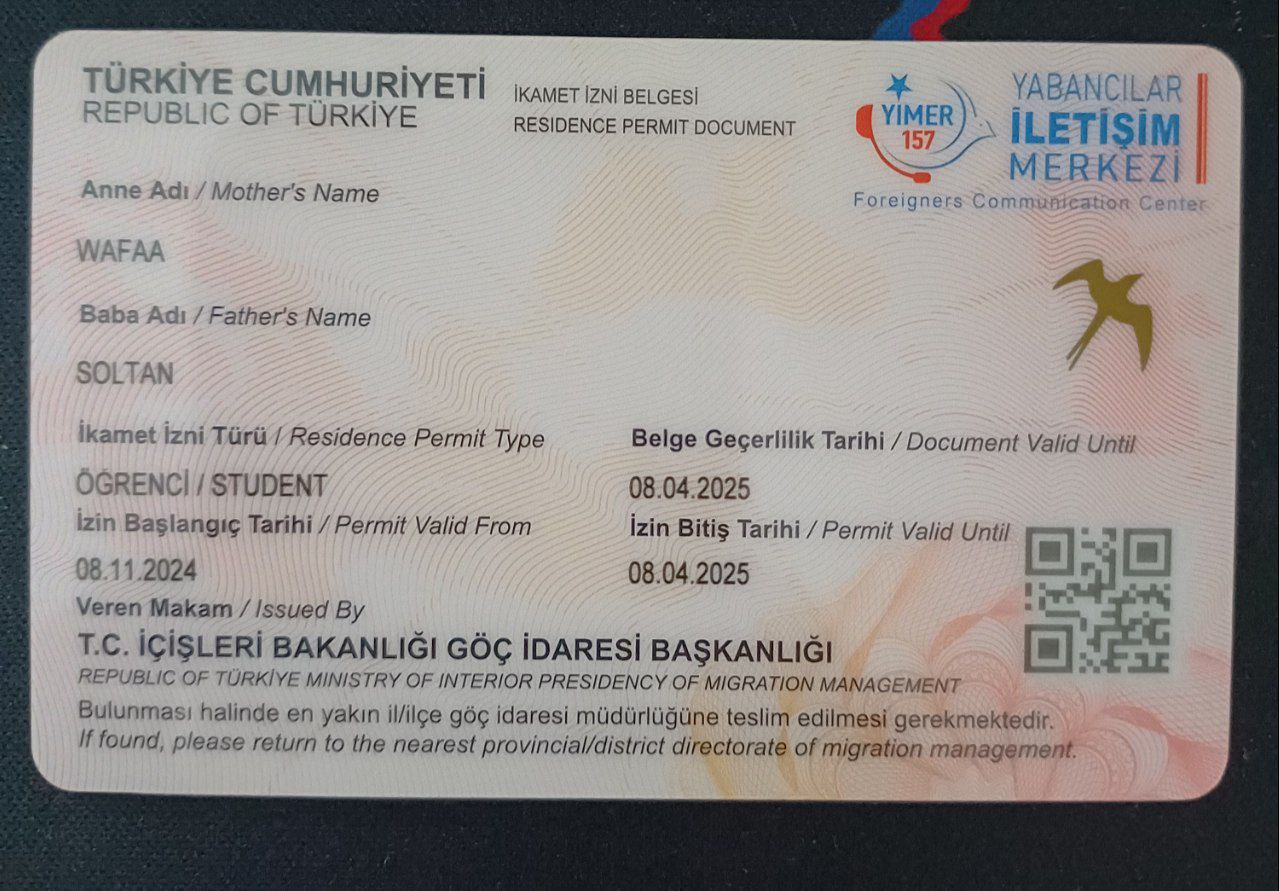 TÜRKİYE CUMHURİYETİ
REPUBLIC OF TÜRKİYE
İKAMET İZNİ BELGESİ
RESIDENCE PERMIT DOCUMENT
YİMER
157
YABANCILAR
İLETİŞİM
MERKEZİ
Foreigners Communication Center
Anne Adı / Mother's Name
WAFAA
Baba Adı / Father's Name
SOLTAN
İkamet İzni Türü / Residence Permit Type
ÖĞRENCİ / STUDENT
Belge Geçerlilik Tarihi / Document Valid Until
08.04.2025
İzin Başlangıç Tarihi / Permit Valid From
08.11.2024
İzin Bitiş Tarihi / Permit Valid Until
08.04.2025
Veren Makam / Issued By
T.C. İÇİŞLERİ BAKANLIĞI GÖÇ İDARESİ BAŞKANLIĞI
REPUBLIC OF TÜRKİYE MINISTRY OF INTERIOR PRESIDENCY OF MIGRATION MANAGEMENT
Bulunması halinde en yakın il/ilçe göç idaresi müdürlüğüne teslim edilmesi gerekmektedir.
If found, please return to the nearest provincial/district directorate of migration management.